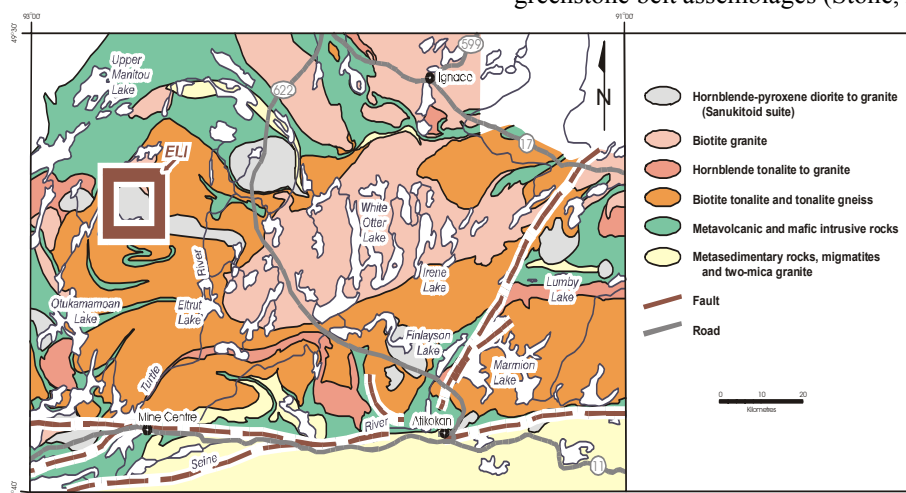 greenstone belt assemblages (Stone,
93°00'
91°00'
49°30'
599
Upper
Manitou
Lake
Ignace
622
N
17
ELI
White
Otter
Lake
River
Irene
Lake
Lumby
Lake
Otukamamoan
Lake
Eltrut
Lake
Finlayson
Lake
Marmion
Lake
Turtle
Mine Centre
River
Atikokan
Seine
11
°40'
Hornblende-pyroxene diorite to granite
(Sanukitoid suite)
Biotite granite
Hornblende tonalite to granite
Biotite tonalite and tonalite gneiss
Metavolcanic and mafic intrusive rocks
Metasedimentary rocks, migmatites
and two-mica granite
Fault
Road
0 10 20
Kilometres